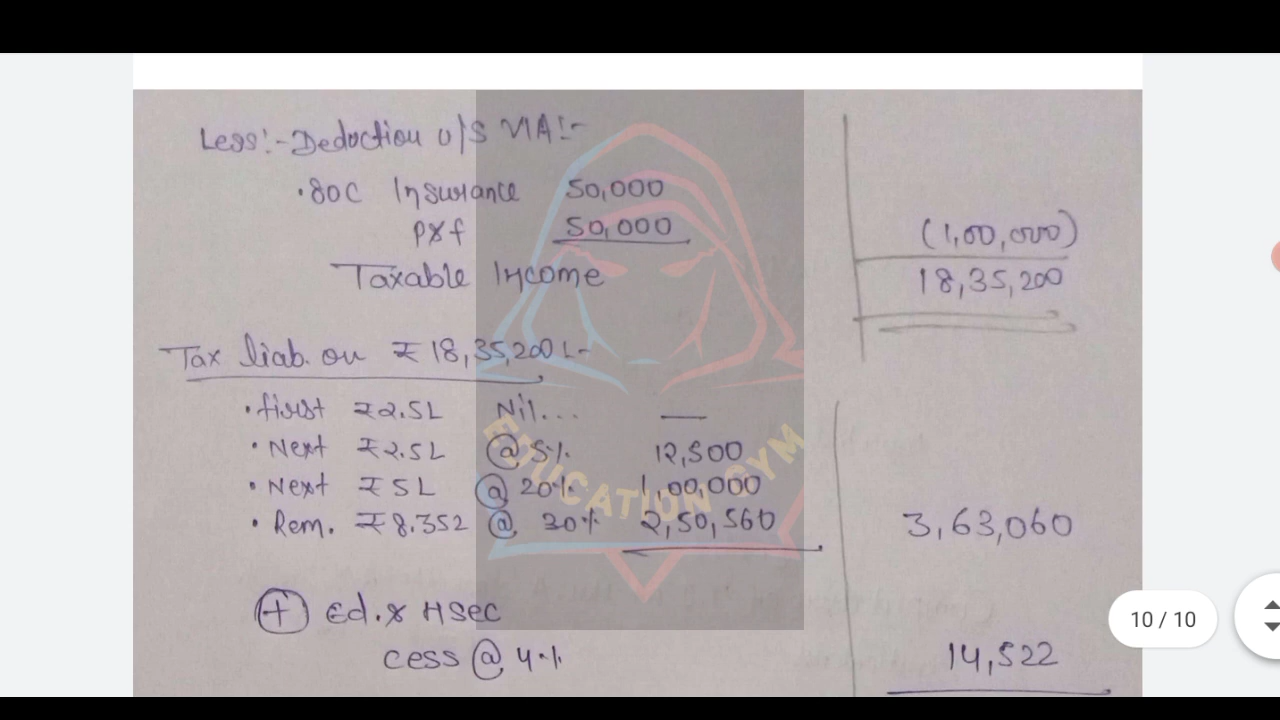 Less:-Deduction u/S VIA:-
•80C Insurance 50,000
PPf 50,000 (1,00,000)
Taxable Income 18,35,200
Tax liab. on ₹18,35,200:-
•first ₹2.5L Nil... —
•Next ₹2.5L @5% 12,500
•Next ₹5L @20% 1,00,000
•Rem. ₹8.352 @ 30% 2,50,560 3,63,060
+ Ed. & HSec
cess @ 4% 14,522
EDUCATION GYM
10 / 10